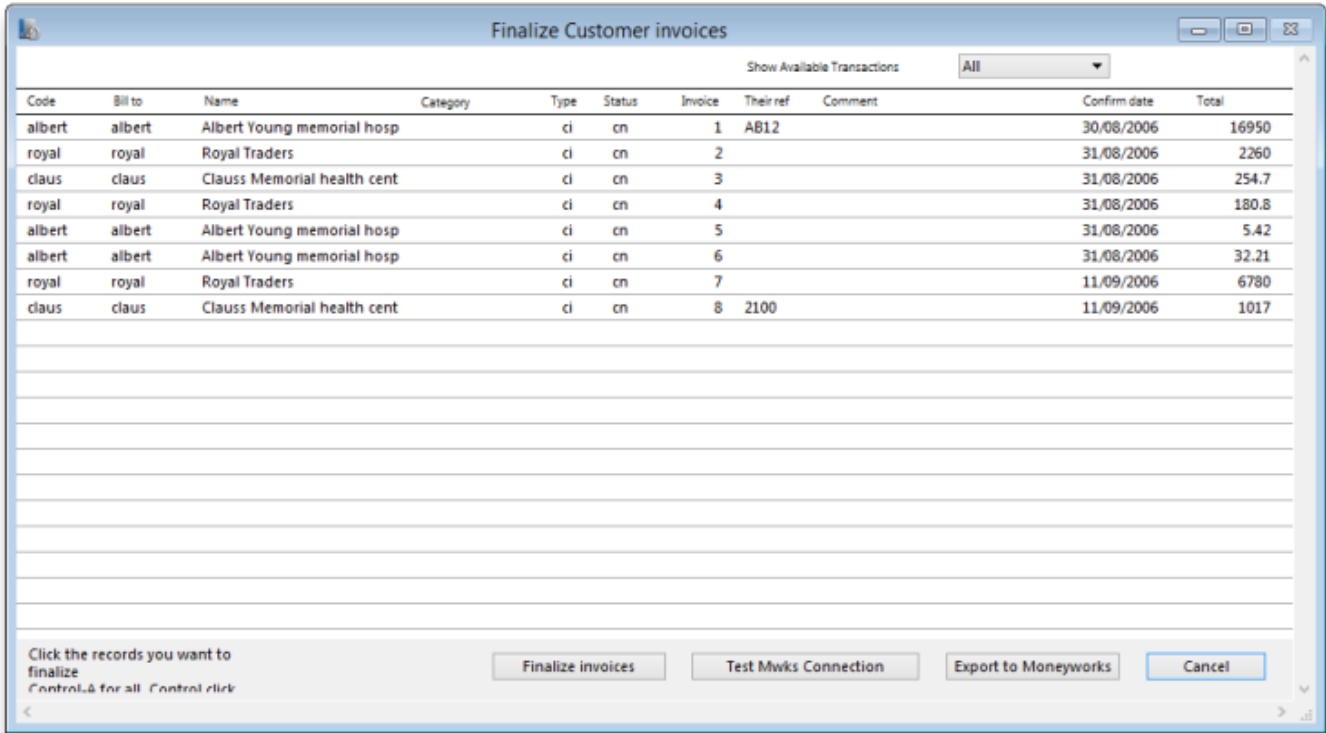 Finalize Customer invoices
Show Available Transactions All
Code Bill to Name Category Type Status Invoice Their ref Comment Confirm date Total
albert albert Albert Young memorial hosp ci cn 1 AB12 30/08/2006 16950
royal royal Royal Traders ci cn 2 31/08/2006 2260
claus claus Clauss Memorial health cent ci cn 3 31/08/2006 254.7
royal royal Royal Traders ci cn 4 31/08/2006 180.8
albert albert Albert Young memorial hosp ci cn 5 31/08/2006 5.42
albert albert Albert Young memorial hosp ci cn 6 31/08/2006 32.21
royal royal Royal Traders ci cn 7 11/09/2006 6780
claus claus Clauss Memorial health cent ci cn 8 2100 11/09/2006 1017
Click the records you want to
finalize
Control-A for all, Control click
Finalize invoices Test Mwks Connection Export to Moneyworks Cancel